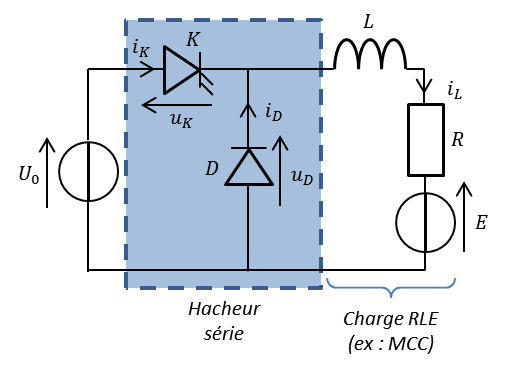 L
i_K
K
i_L
u_K
i_D
U_0
D
u_D
R
E
Hacheur
série
Charge RLE
(ex : MCC)